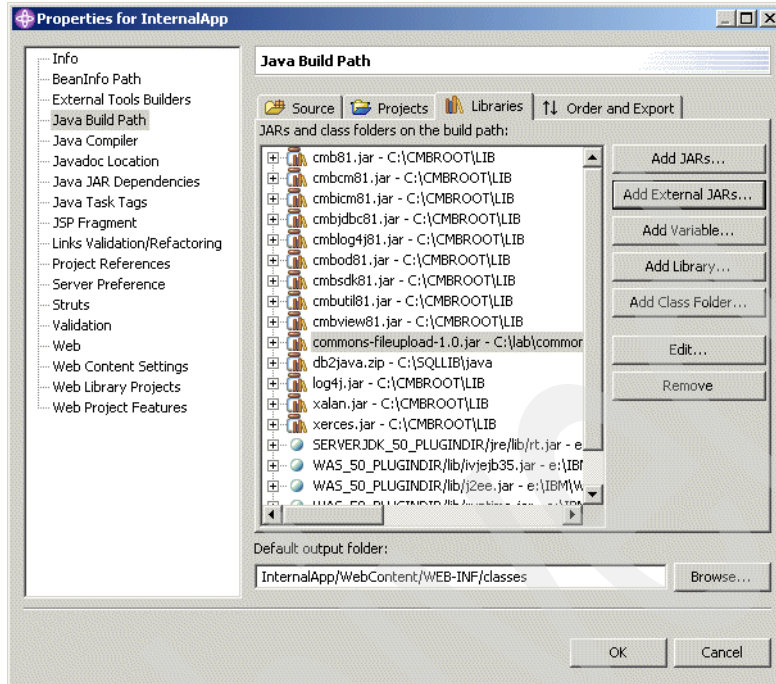 Properties for InternalApp
Info
BeanInfo Path
External Tools Builders
Java Build Path
Java Compiler
Javadoc Location
Java JAR Dependencies
Java Task Tags
JSP Fragment
Links Validation/Refactoring
Project References
Server Preference
Struts
Validation
Web
Web Content Settings
Web Library Projects
Web Project Features
Java Build Path
Source
Projects
Libraries
Order and Export
JARs and class folders on the build path:
cmb81.jar - C:\CMBROOT\LIB
cmbcm81.jar - C:\CMBROOT\LIB
cmbicm81.jar - C:\CMBROOT\LIB
cmbjdbc81.jar - C:\CMBROOT\LIB
cmblog4j81.jar - C:\CMBROOT\LIB
cmbod81.jar - C:\CMBROOT\LIB
cmbsdk81.jar - C:\CMBROOT\LIB
cmbutil81.jar - C:\CMBROOT\LIB
cmbview81.jar - C:\CMBROOT\LIB
commons-fileupload-1.0.jar - C:\lab\common
db2java.zip - C:\SQLLIB\java
log4j.jar - C:\CMBROOT\LIB
xalan.jar - C:\CMBROOT\LIB
xerces.jar - C:\CMBROOT\LIB
SERVERJDK_50_PLUGINDIR/jre/lib/rt.jar - e
WAS_50_PLUGINDIR/lib/ivjejb35.jar - e:\IBI
WAS_50_PLUGINDIR/lib/j2ee.jar - e:\IBM\W
Add JARs...
Add External JARs...
Add Variable...
Add Library...
Add Class Folder...
Edit...
Remove
Default output folder:
InternalApp/WebContent/WEB-INF/classes
Browse...
OK
Cancel